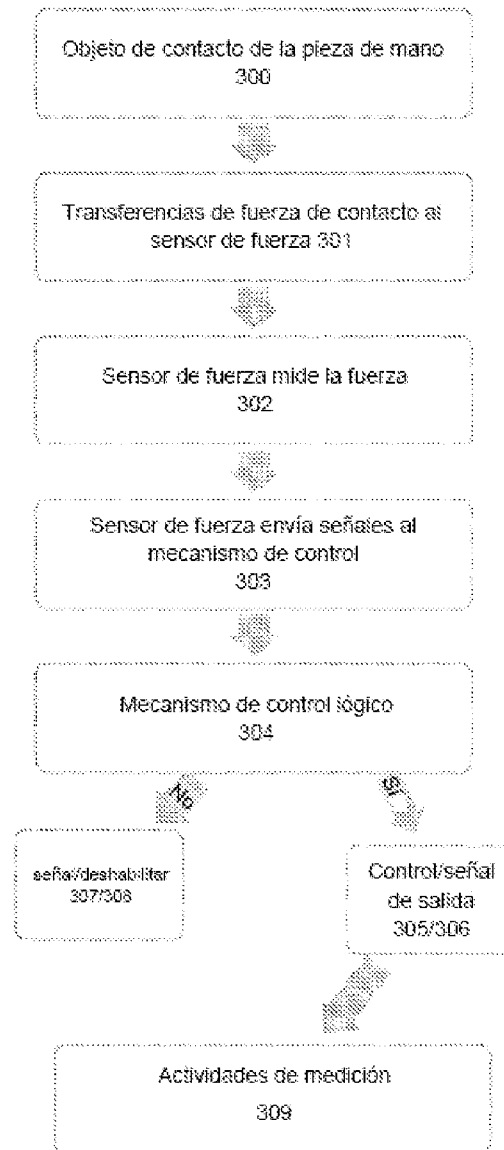 Objeto de contacto de la pieza de mano
300
Transferencias de fuerza de contacto al
sensor de fuerza 301
Sensor de fuerza mide la fuerza
302
Sensor de fuerza envía señales al
mecanismo de control
303
Mecanismo de control lógico
304
No
Sí
señal/deshabilitar
307/308
Control/señal
de salida
305/306
Actividades de medición
309